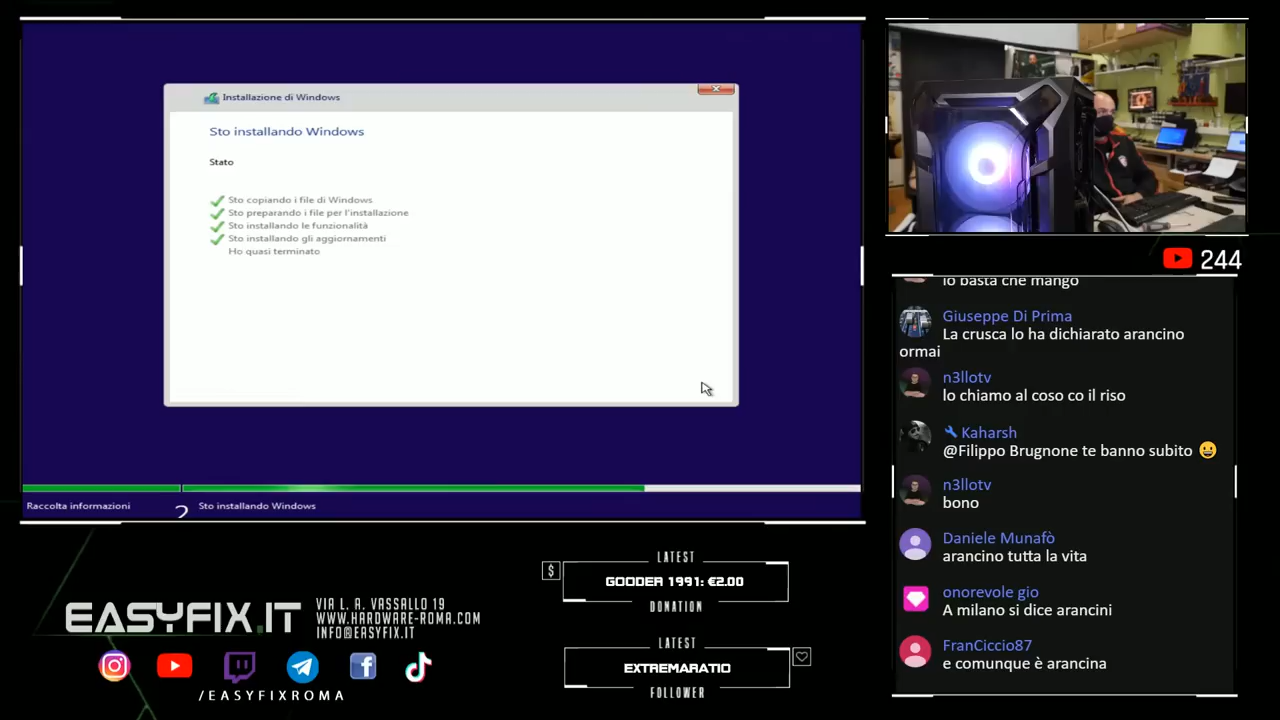 Installazione di Windows
Sto installando Windows
Stato
Sto copiando i file di Windows
Sto preparando i file per l'installazione
Sto installando le funzionalità
Sto installando gli aggiornamenti
Ho quasi terminato
Raccolta informazioni
2
Sto installando Windows
244
io basta che mango
Giuseppe Di Prima
La crusca lo ha dichiarato arancino
ormai
n3llotv
lo chiamo al coso co il riso
Kaharsh
@Filippo Brugnone te banno subito 😀
n3llotv
bono
Daniele Munafò
arancino tutta la vita
onorevole gio
A milano si dice arancini
FranCiccio87
e comunque è arancina
EASYFIX.IT
VIA L. A. VASSALLO 19
WWW.HARDWARE-ROMA.COM
INFO@EASYFIX.IT
/EASYFIXROMA
LATEST
$
GOODER 1991: €2.00
DONATION
LATEST
EXTREMARATIO
FOLLOWER